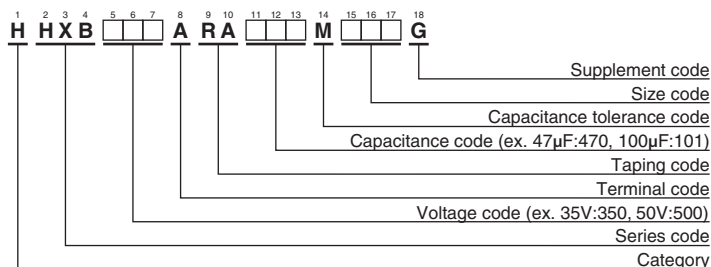 1 2 3 4 5 6 7 8 9 10 11 12 13 14 15 16 17 18
H HXB □□□ A RA □□□ M □□□ G
Supplement code
Size code
Capacitance tolerance code
Capacitance code (ex. 47µF:470, 100µF:101)
Taping code
Terminal code
Voltage code (ex. 35V:350, 50V:500)
Series code
Category